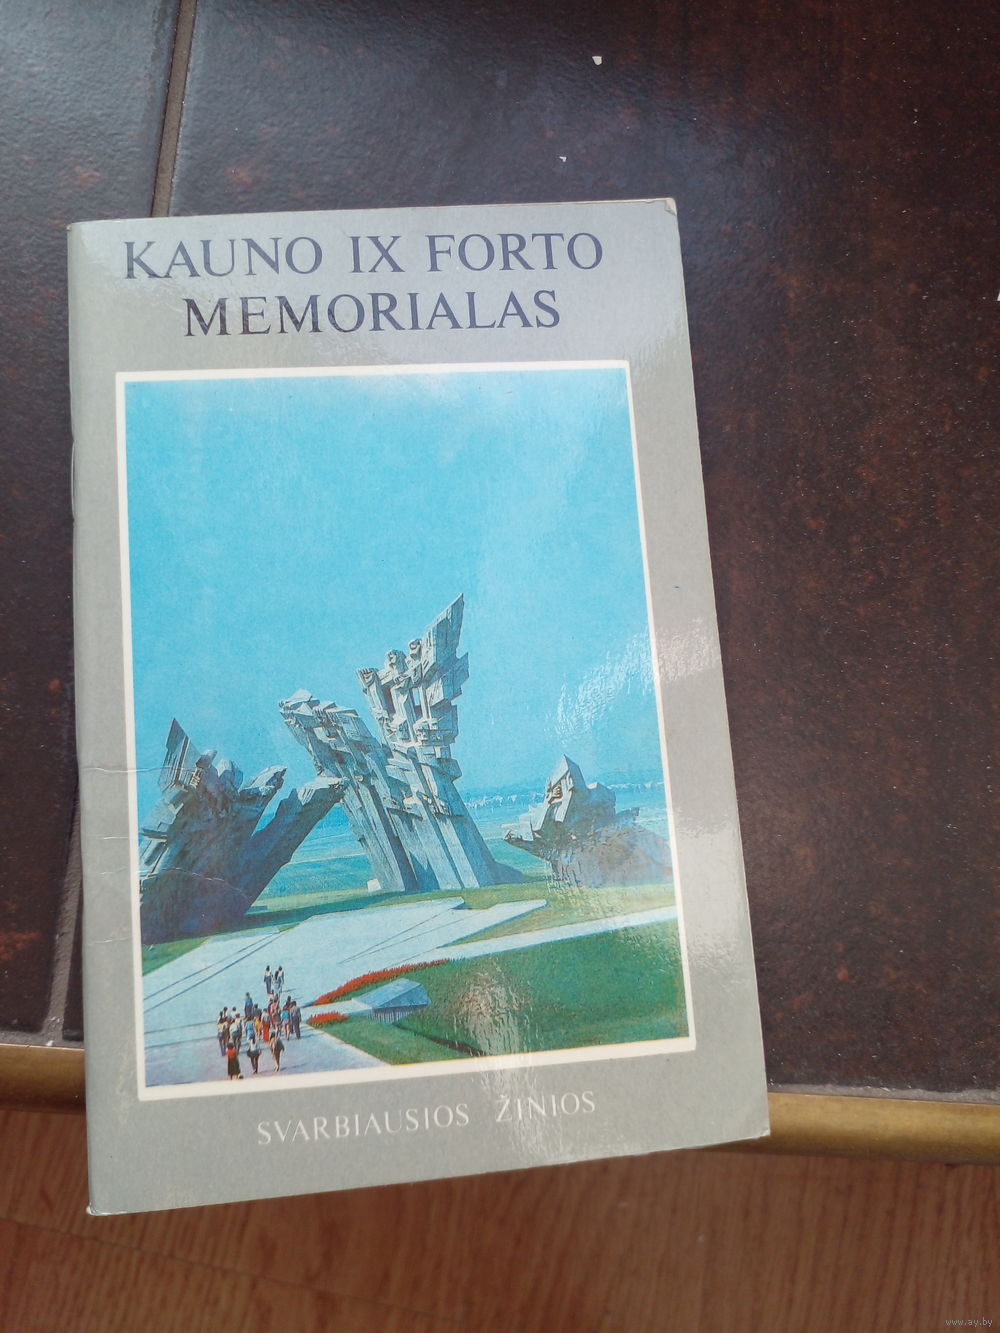 KAUNO IX FORTO
MEMORIALAS
SVARBIAUSIOS ŽINIOS
www.ay.by